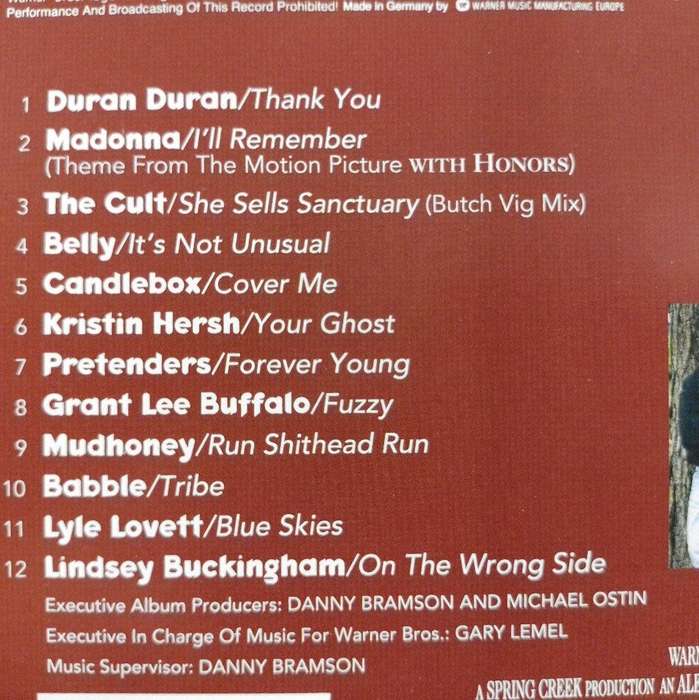 Performance And Broadcasting Of This Record Prohibited! Made in Germany by WARNER MUSIC MANUFACTURING EUROPE
1 Duran Duran/Thank You
2 Madonna/I'll Remember
(Theme From The Motion Picture WITH HONORS)
3 The Cult/She Sells Sanctuary (Butch Vig Mix)
4 Belly/It's Not Unusual
5 Candlebox/Cover Me
6 Kristin Hersh/Your Ghost
7 Pretenders/Forever Young
8 Grant Lee Buffalo/Fuzzy
9 Mudhoney/Run Shithead Run
10 Babble/Tribe
11 Lyle Lovett/Blue Skies
12 Lindsey Buckingham/On The Wrong Side
Executive Album Producers: DANNY BRAMSON AND MICHAEL OSTIN
Executive In Charge Of Music For Warner Bros.: GARY LEMEL
Music Supervisor: DANNY BRAMSON
WARN
A SPRING CREEK PRODUCTION AN AL